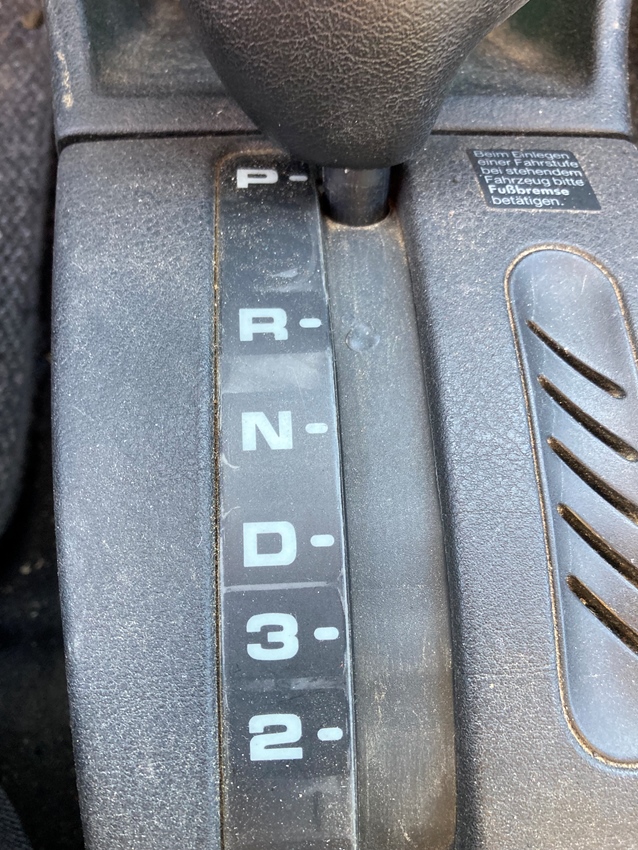 P-
Beim Einlegen
einer Fahrstufe
bei stehendem
Fahrzeug bitte
Fußbremse
betätigen.
R-
N-
D-
3-
2-